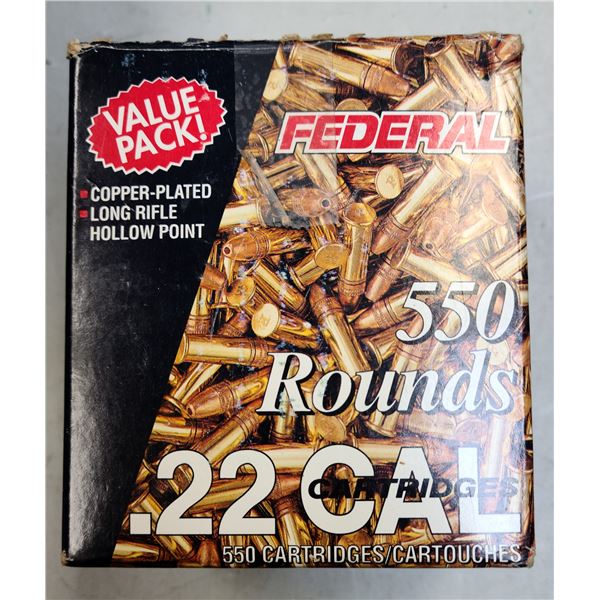 VALUE
PACK!
FEDERAL
COPPER-PLATED
LONG RIFLE
HOLLOW POINT
550
Rounds
.22 CAL
CARTRIDGES
550 CARTRIDGES/CARTOUCHES